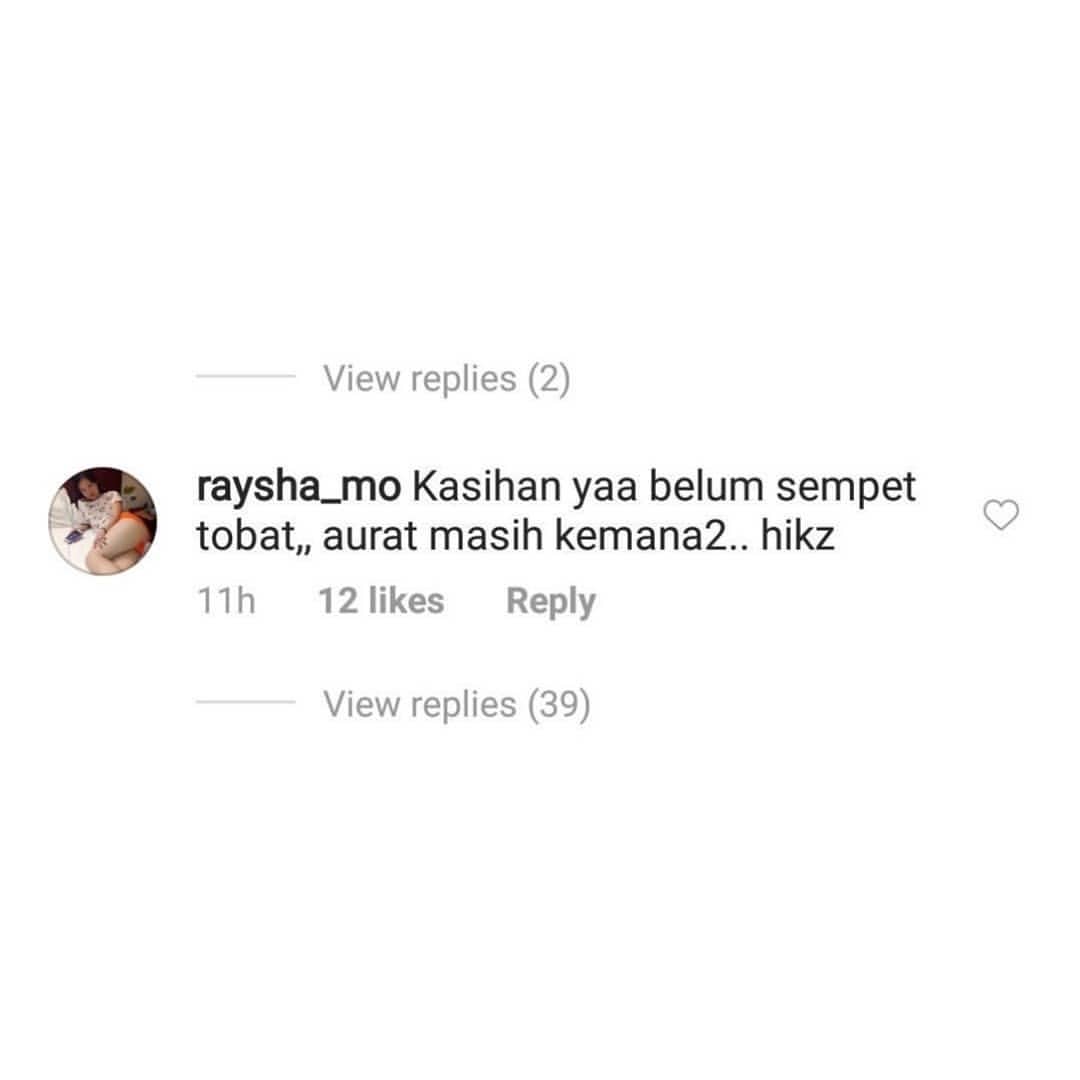 View replies (2)
raysha_mo Kasihan yaa belum sempet
tobat,, aurat masih kemana2.. hikz
11h 12 likes Reply
View replies (39)